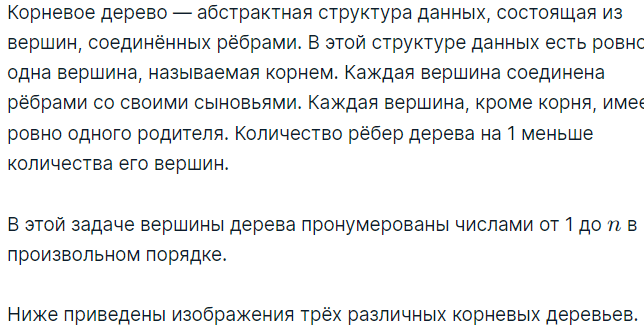 Корневое дерево — абстрактная структура данных, состоящая из
вершин, соединённых рёбрами. В этой структуре данных есть ровно
одна вершина, называемая корнем. Каждая вершина соединена
рёбрами со своими сыновьями. Каждая вершина, кроме корня, имее
ровно одного родителя. Количество рёбер дерева на 1 меньше
количества его вершин.
В этой задаче вершины дерева пронумерованы числами от 1 до n в
произвольном порядке.
Ниже приведены изображения трёх различных корневых деревьев.